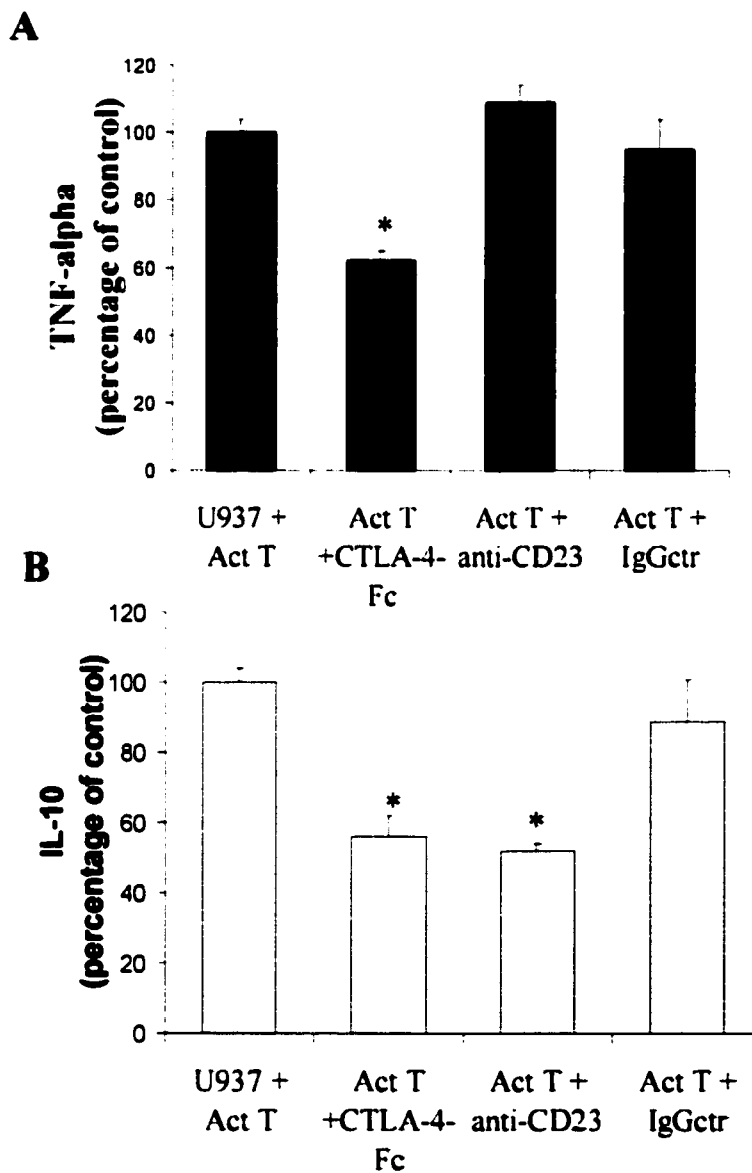 A
TNF-alpha
(percentage of control)
120
100
80
60
40
20
0
*
U937 +
Act T
Act T
+CTLA-4-
Fc
Act T +
anti-CD23
Act T +
IgGctr
B
IL-10
(percentage of control)
120
100
80
60
40
20
0
*
*
U937 +
Act T
Act T
+CTLA-4-
Fc
Act T +
anti-CD23
Act T +
IgGctr